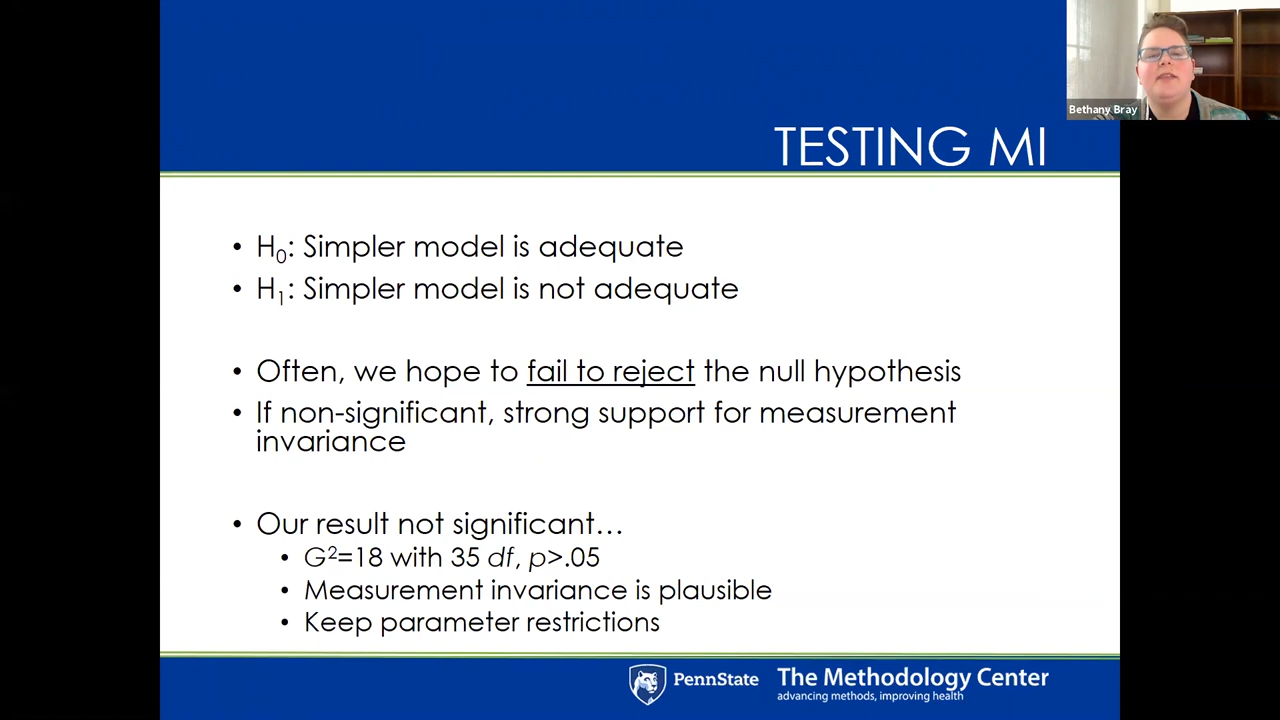 Bethany Bray
TESTING MI
• H₀: Simpler model is adequate
• H₁: Simpler model is not adequate
• Often, we hope to fail to reject the null hypothesis
• If non-significant, strong support for measurement
invariance
• Our result not significant…
• G²=18 with 35 df, p>.05
• Measurement invariance is plausible
• Keep parameter restrictions
PennState
The Methodology Center
advancing methods, improving health